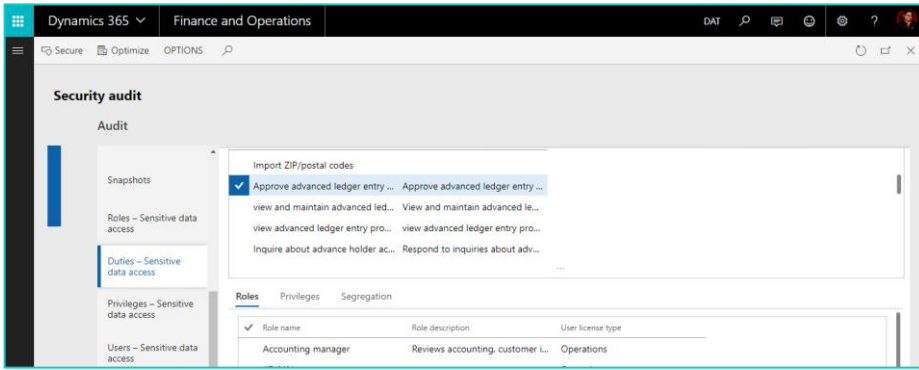 Dynamics 365 Finance and Operations DAT ?
Secure Optimize OPTIONS
Security audit
Audit
Snapshots
Roles – Sensitive data
access
Duties – Sensitive
data access
Privileges – Sensitive
data access
Users – Sensitive data
access
Import ZIP/postal codes
Approve advanced ledger entry ... Approve advanced ledger entry ...
view and maintain advanced led... View and maintain advanced le...
view advanced ledger entry pro... view advanced ledger entry pro...
Inquire about advance holder ac... Respond to inquiries about adv...
...
Roles Privileges Segregation
Role name Role description User license type
Accounting manager Reviews accounting, customer i... Operations